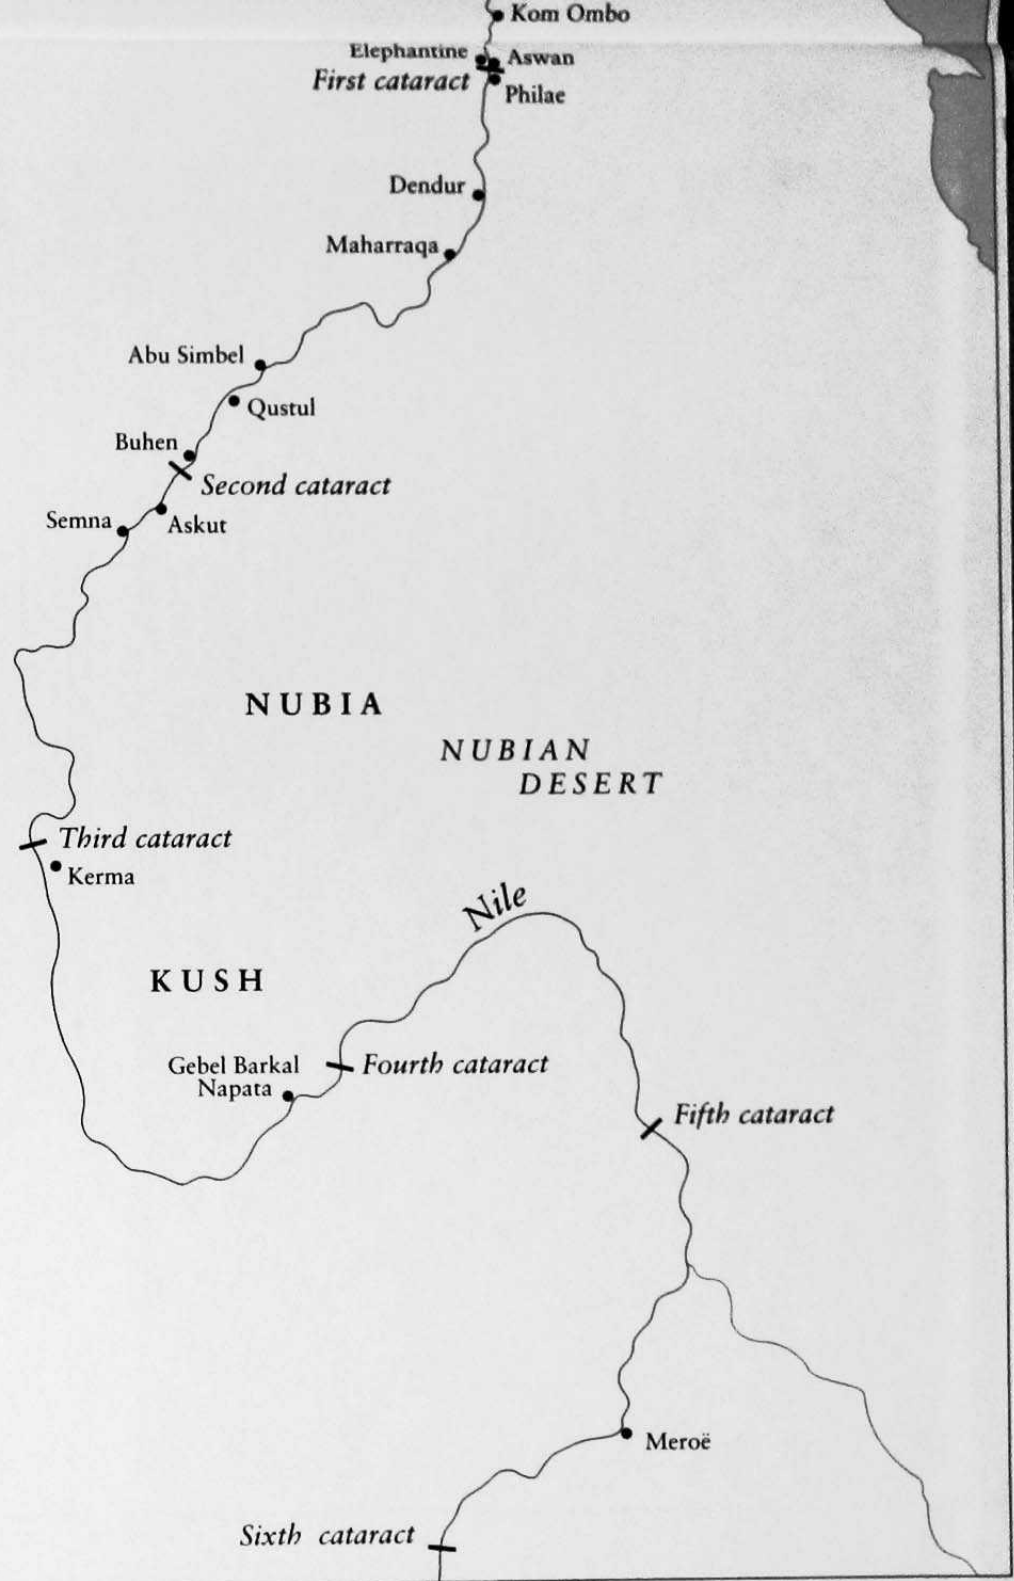 Kom Ombo
Elephantine
Aswan
First cataract
Philae
Dendur
Maharraqa
Abu Simbel
Qustul
Buhen
Second cataract
Semna
Askut
NUBIA
NUBIAN
DESERT
Third cataract
Kerma
Nile
KUSH
Gebel Barkal
Napata
Fourth cataract
Fifth cataract
Meroë
Sixth cataract